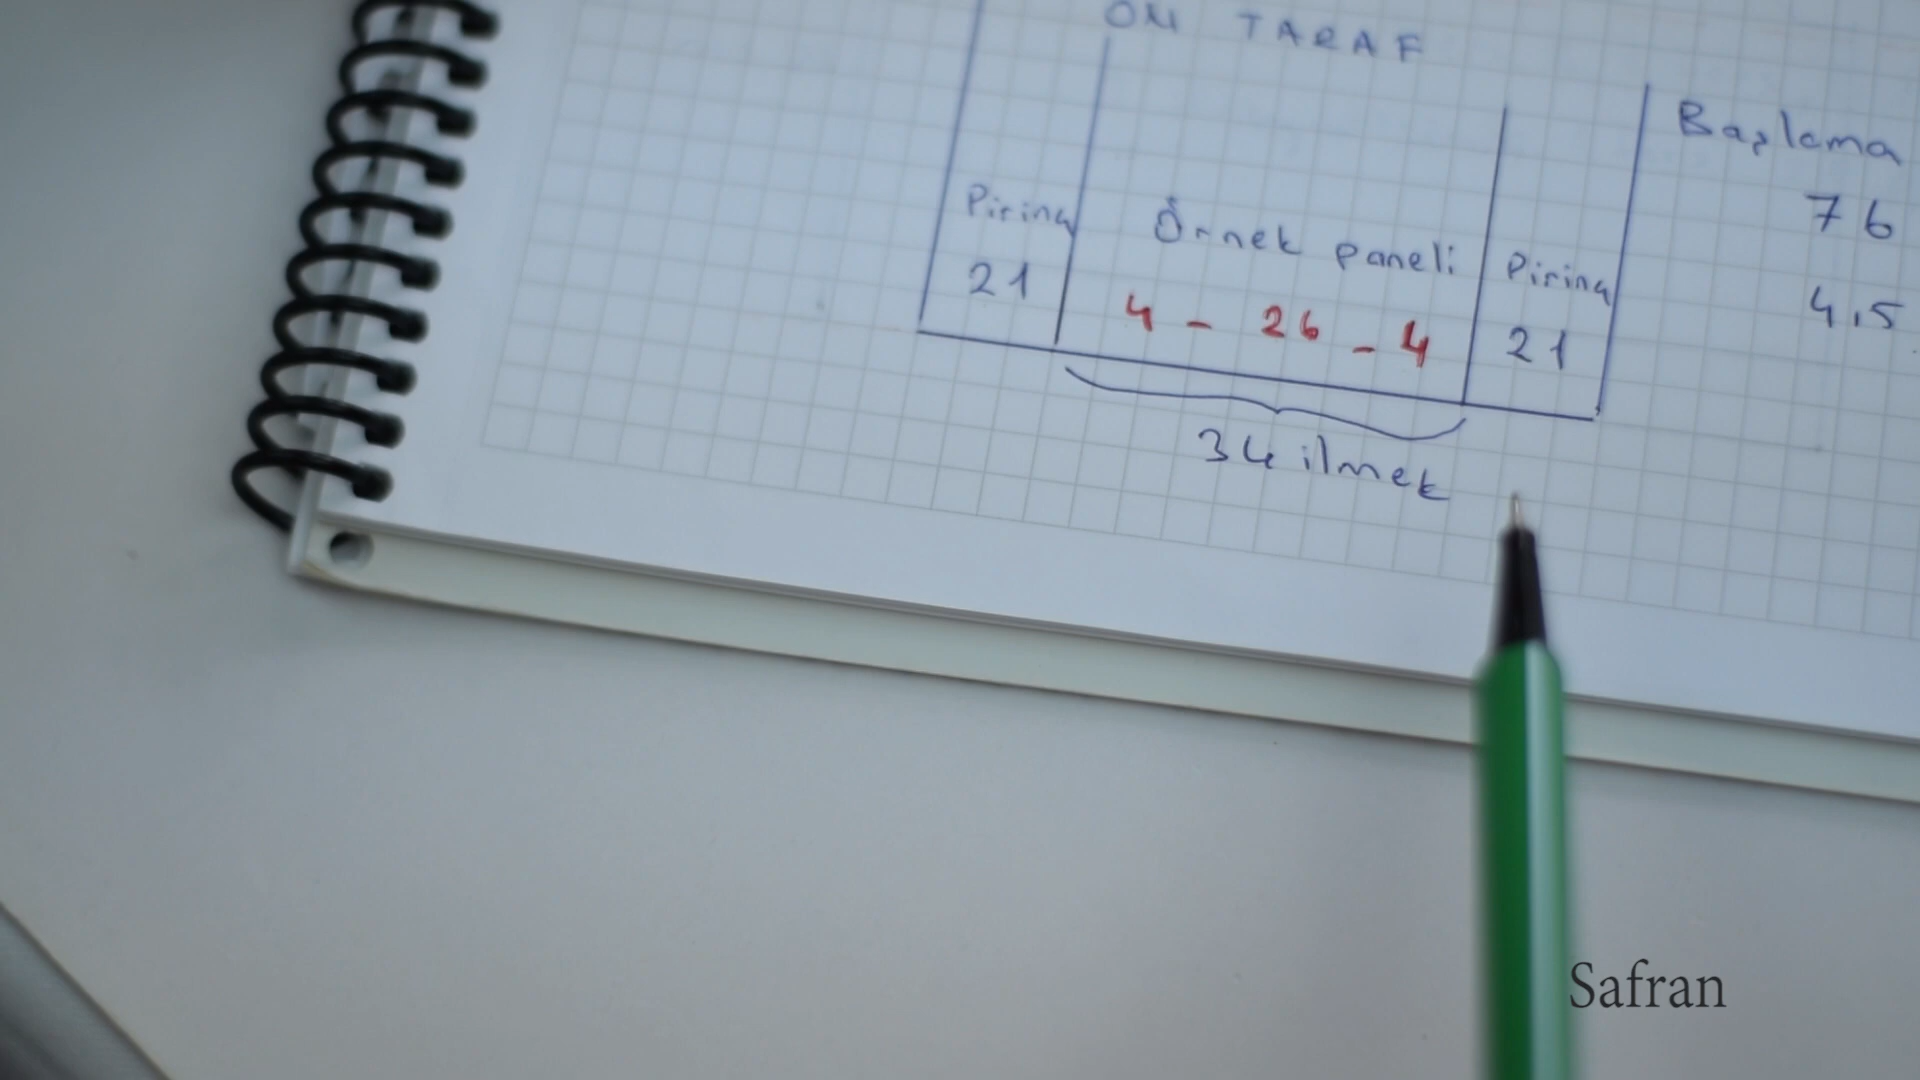 ÖN TARAF
Pirinç
21
Örnek paneli
4 - 26 - 4
Pirinç
21
34 ilmek
Başlama
76
4,5
Safran